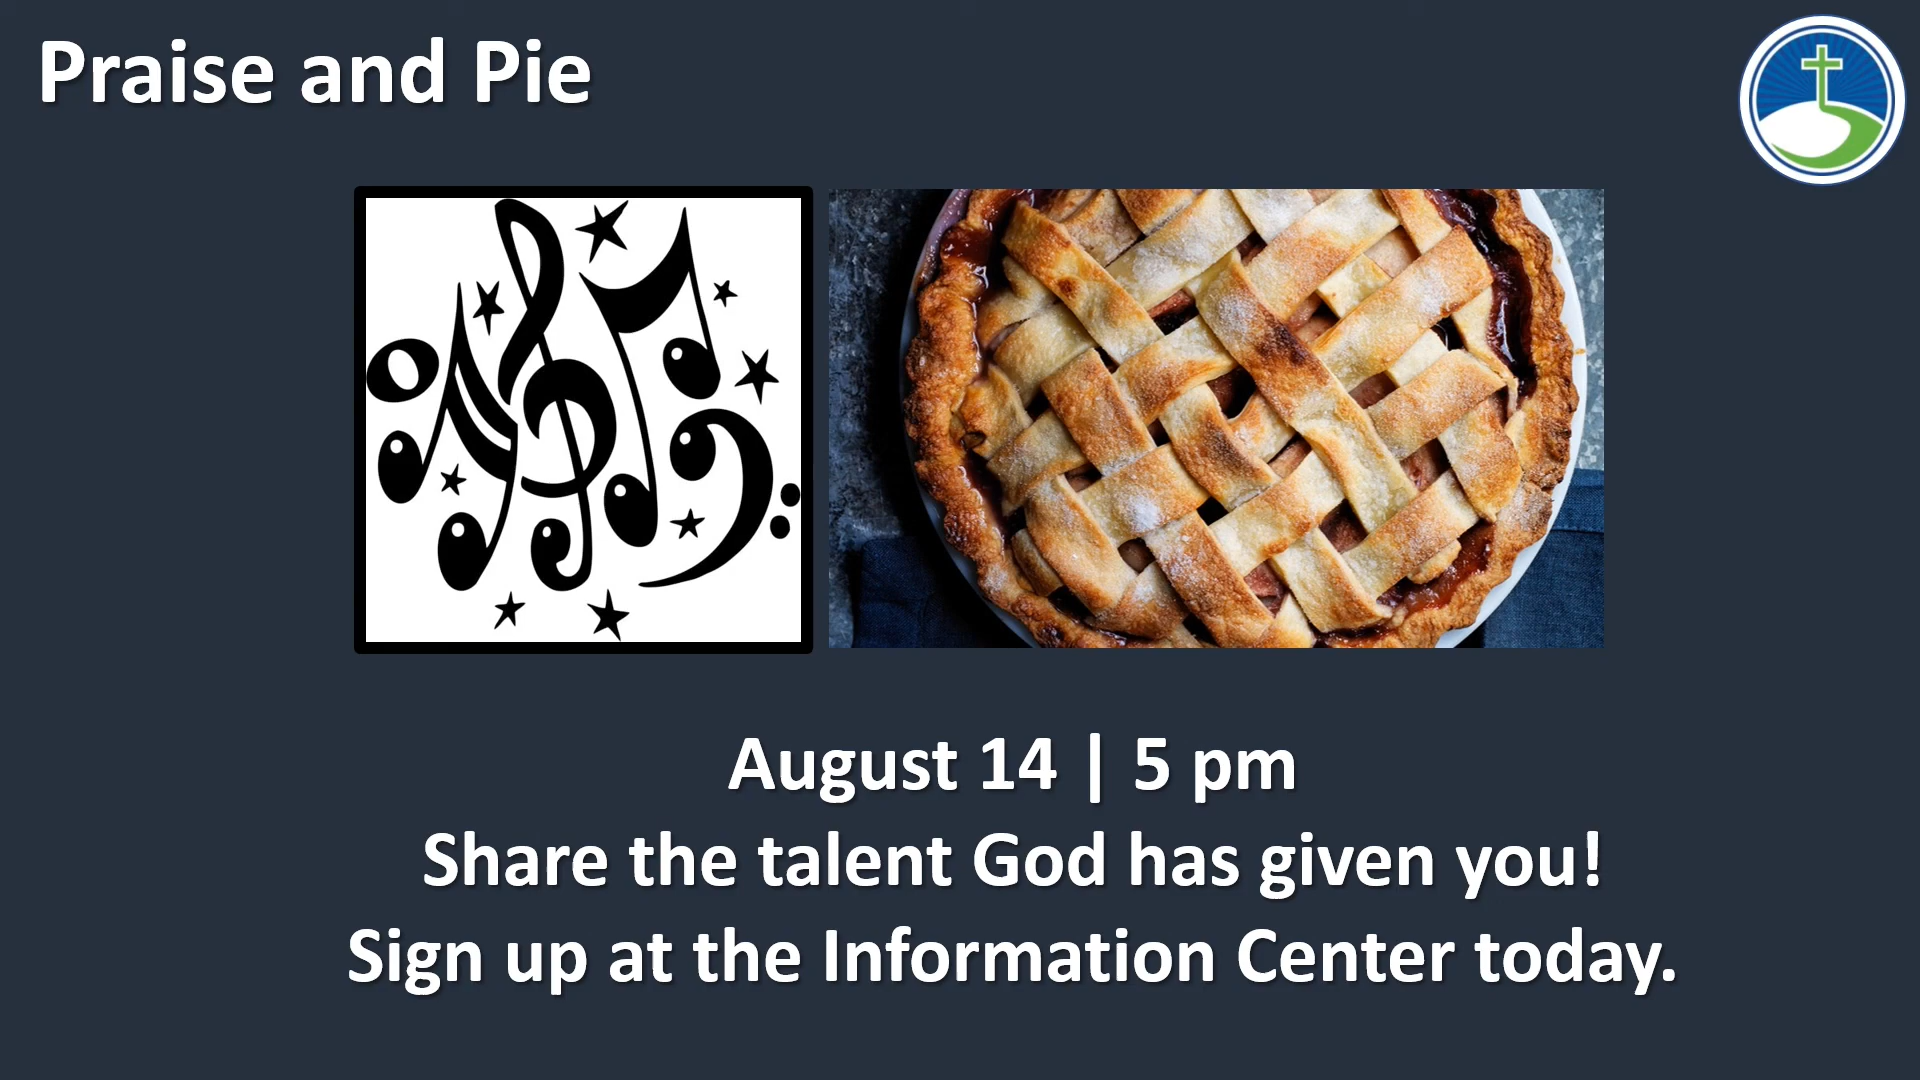 Praise and Pie
August 14 | 5 pm
Share the talent God has given you!
Sign up at the Information Center today.